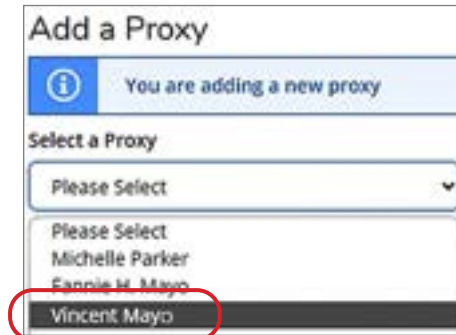 Add a Proxy
You are adding a new proxy
Select a Proxy
Please Select
Please Select
Michelle Parker
Fannie H. Mayo
Vincent Mayo